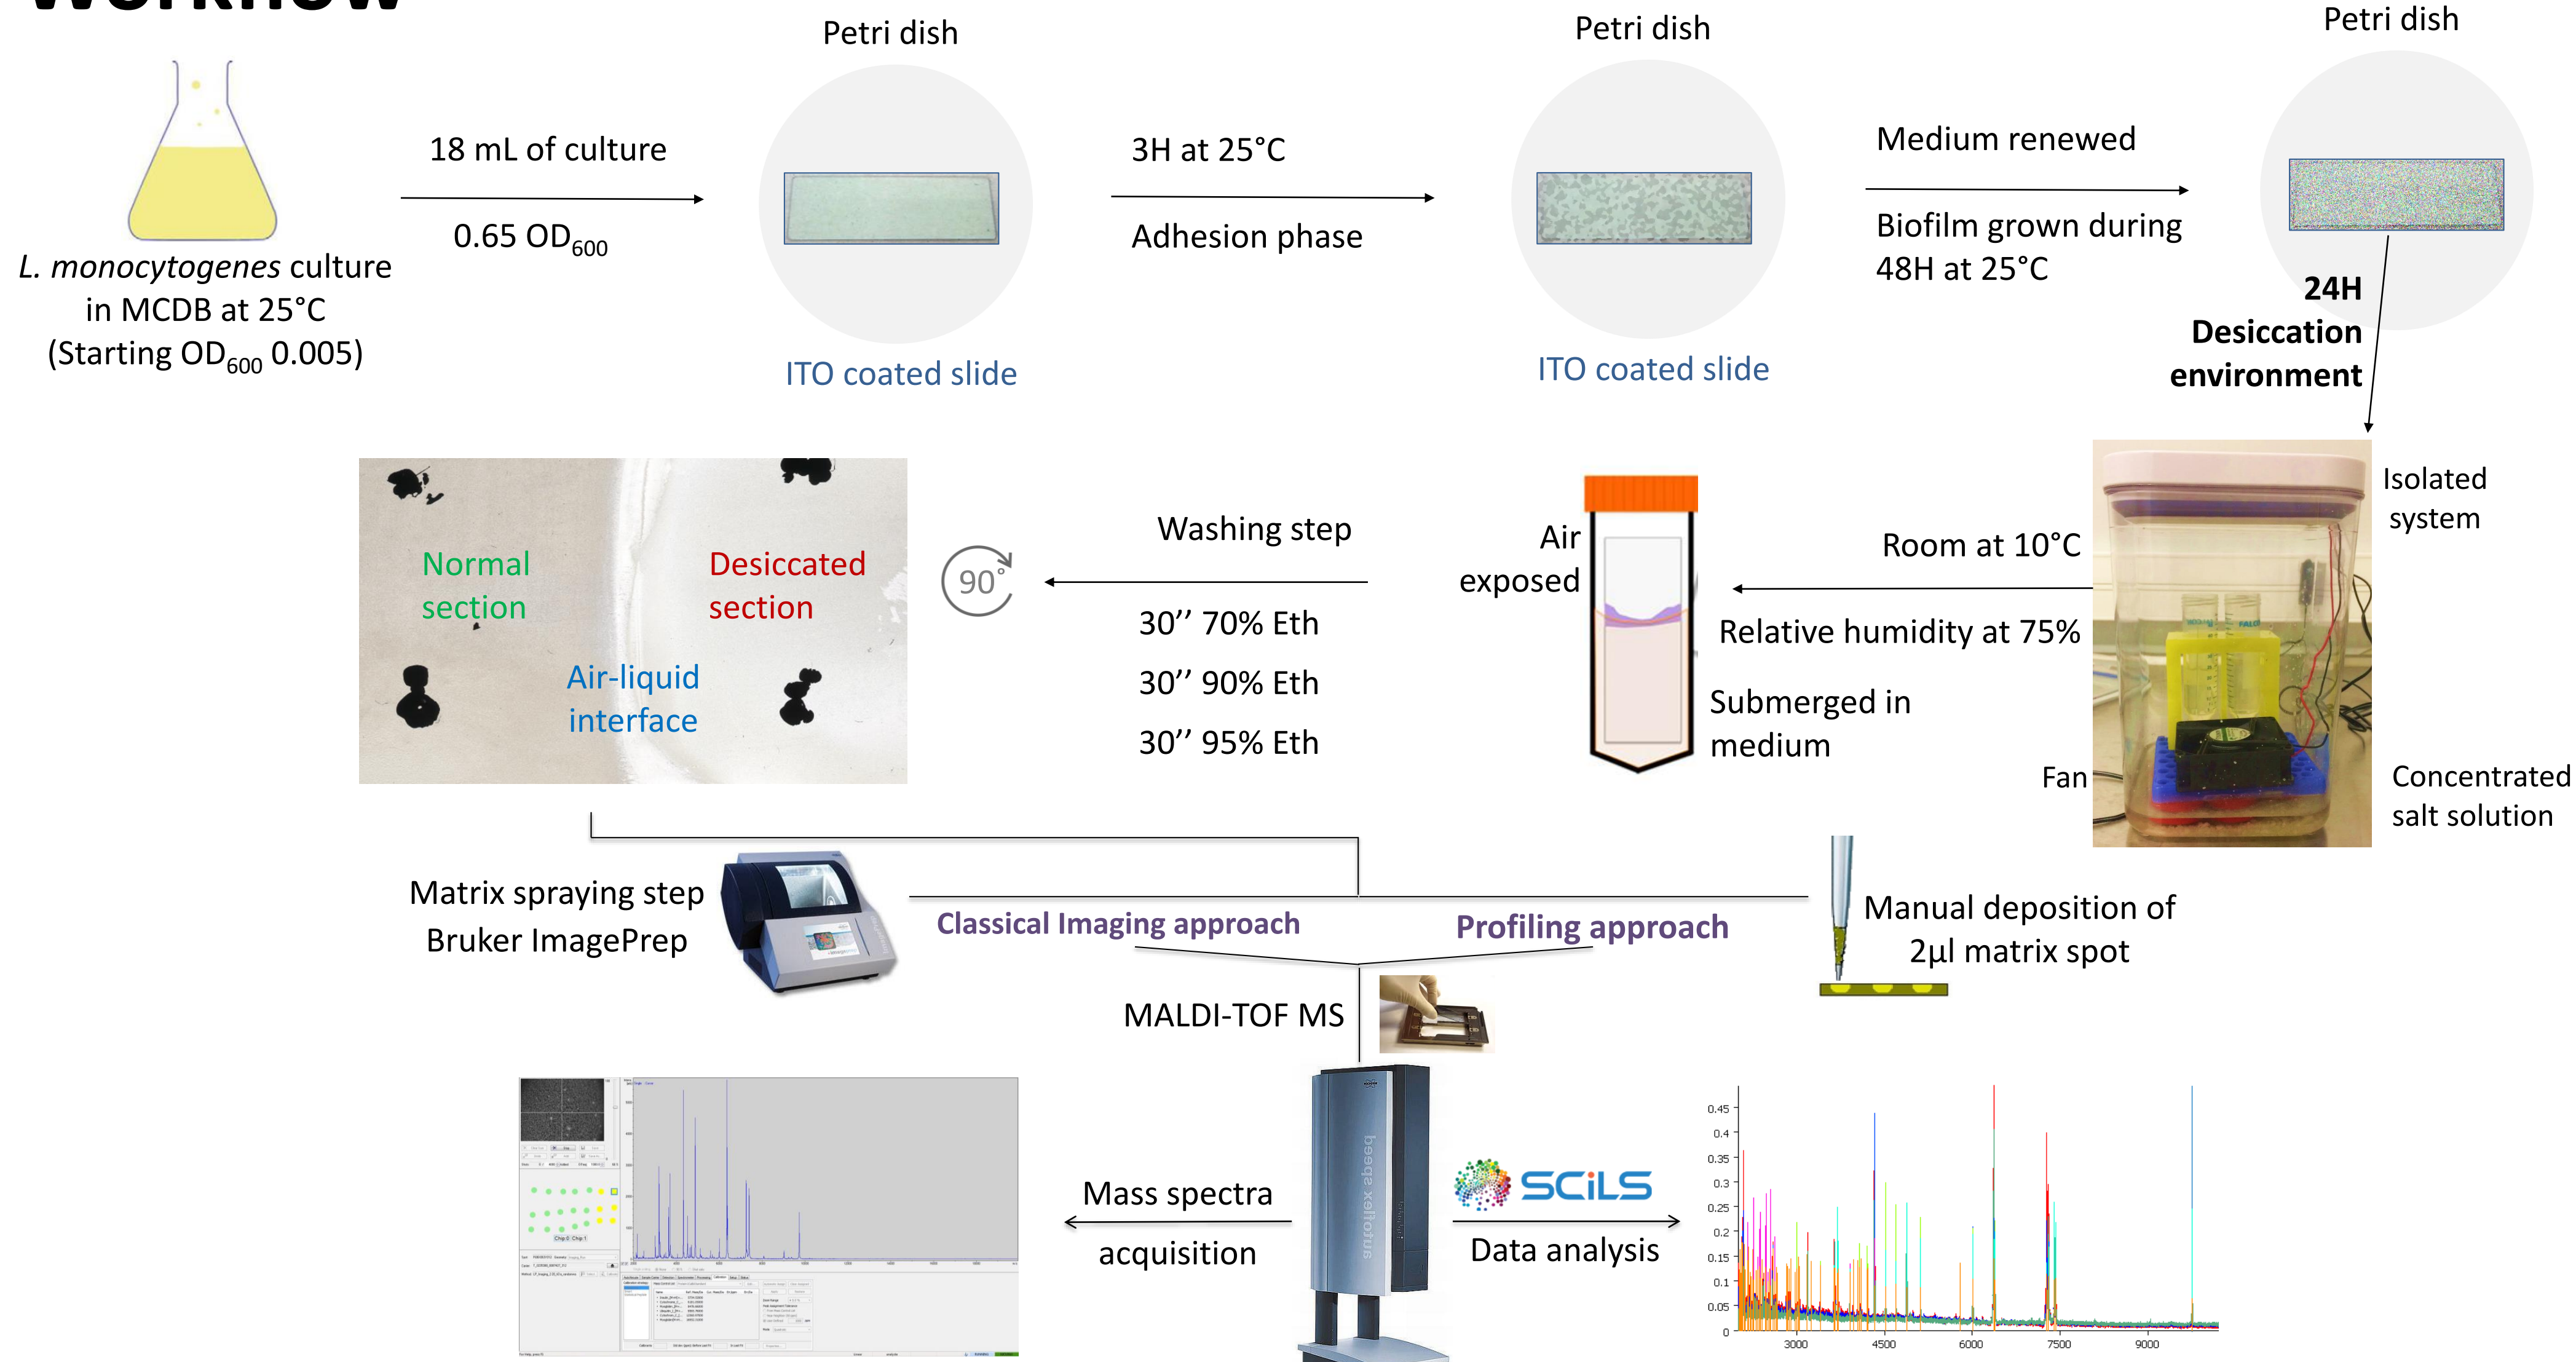 Workflow
Petri dish
Petri dish
Petri dish
18 mL of culture
0.65 OD600
3H at 25°C
Adhesion phase
Medium renewed
Biofilm grown during
48H at 25°C
L. monocytogenes culture
in MCDB at 25°C
(Starting OD600 0.005)
ITO coated slide
ITO coated slide
24H
Desiccation
environment
Normal
section
Desiccated
section
Air-liquid
interface
90°
Washing step
30’’ 70% Eth
30’’ 90% Eth
30’’ 95% Eth
Air
exposed
Submerged in
medium
Room at 10°C
Relative humidity at 75%
Isolated
system
Fan
Concentrated
salt solution
Matrix spraying step
Bruker ImagePrep
Classical Imaging approach
Profiling approach
Manual deposition of
2µl matrix spot
MALDI-TOF MS
autoflex speed
Mass spectra
acquisition
SCiLS
Data analysis
0.45
0.4
0.35
0.3
0.25
0.2
0.15
0.1
0.05
0
3000
4500
6000
7500
9000